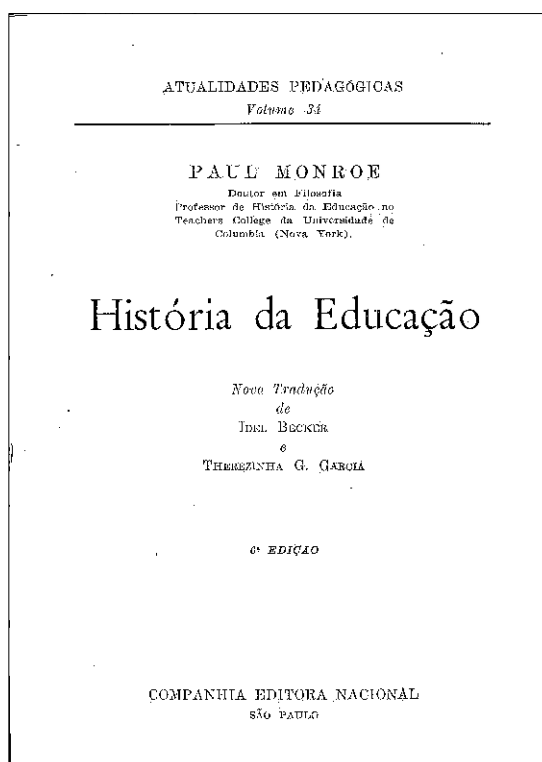 ATUALIDADES PEDAGÓGICAS
Volume 34
PAUL MONROE
Doutor em Filosofia
Professor de História da Educação no
Teachers College da Universidade de
Columbia (Nova York).
História da Educação
Nova Tradução
de
IDEL BECKER
e
THEREZINHA G. GARCIA
6ª EDIÇÃO
COMPANHIA EDITORA NACIONAL
SÃO PAULO